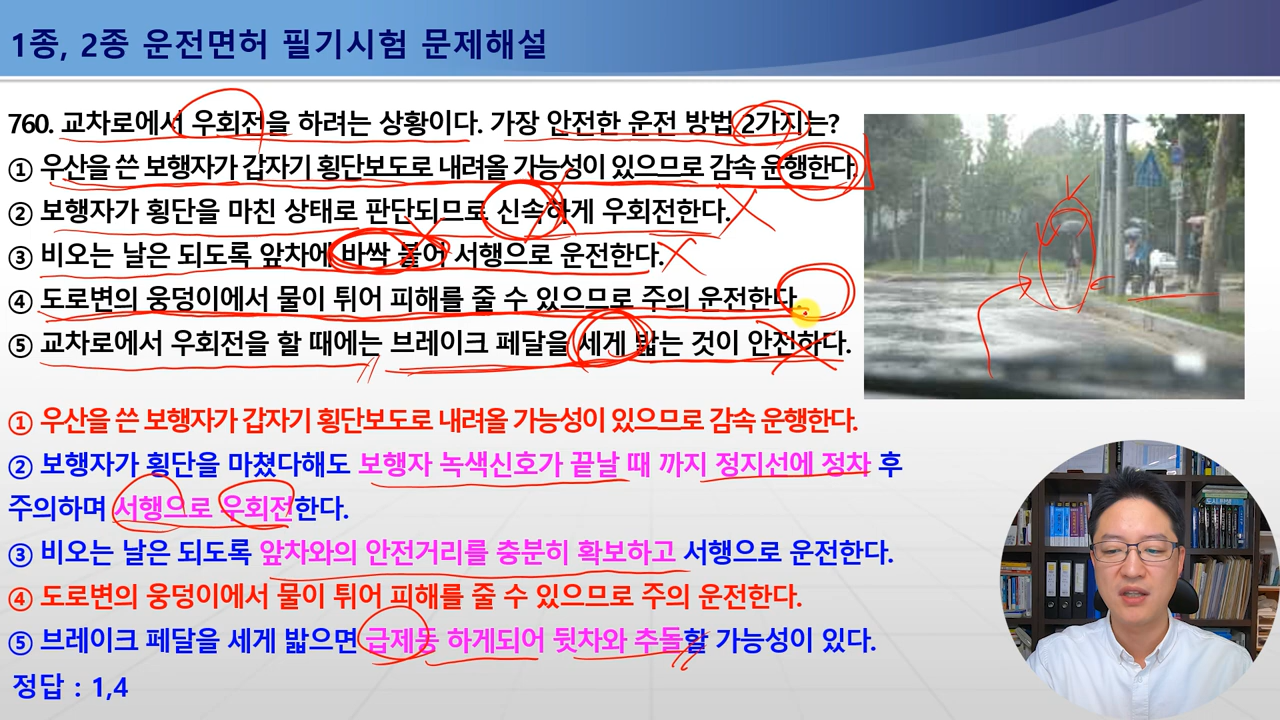 1종, 2종 운전면허 필기시험 문제해설
760. 교차로에서 우회전을 하려는 상황이다. 가장 안전한 운전 방법 2가지는?
① 우산을 쓴 보행자가 갑자기 횡단보도로 내려올 가능성이 있으므로 감속 운행한다.
② 보행자가 횡단을 마친 상태로 판단되므로 신속하게 우회전한다.
③ 비오는 날은 되도록 앞차에 바싹 붙어 서행으로 운전한다.
④ 도로변의 웅덩이에서 물이 튀어 피해를 줄 수 있으므로 주의 운전한다.
⑤ 교차로에서 우회전을 할 때에는 브레이크 페달을 세게 밟는 것이 안전하다.
① 우산을 쓴 보행자가 갑자기 횡단보도로 내려올 가능성이 있으므로 감속 운행한다.
② 보행자가 횡단을 마쳤다해도 보행자 녹색신호가 끝날 때 까지 정지선에 정차 후
주의하며 서행으로 우회전한다.
③ 비오는 날은 되도록 앞차와의 안전거리를 충분히 확보하고 서행으로 운전한다.
④ 도로변의 웅덩이에서 물이 튀어 피해를 줄 수 있으므로 주의 운전한다.
⑤ 브레이크 페달을 세게 밟으면 급제동 하게되어 뒷차와 추돌할 가능성이 있다.
정답 : 1,4